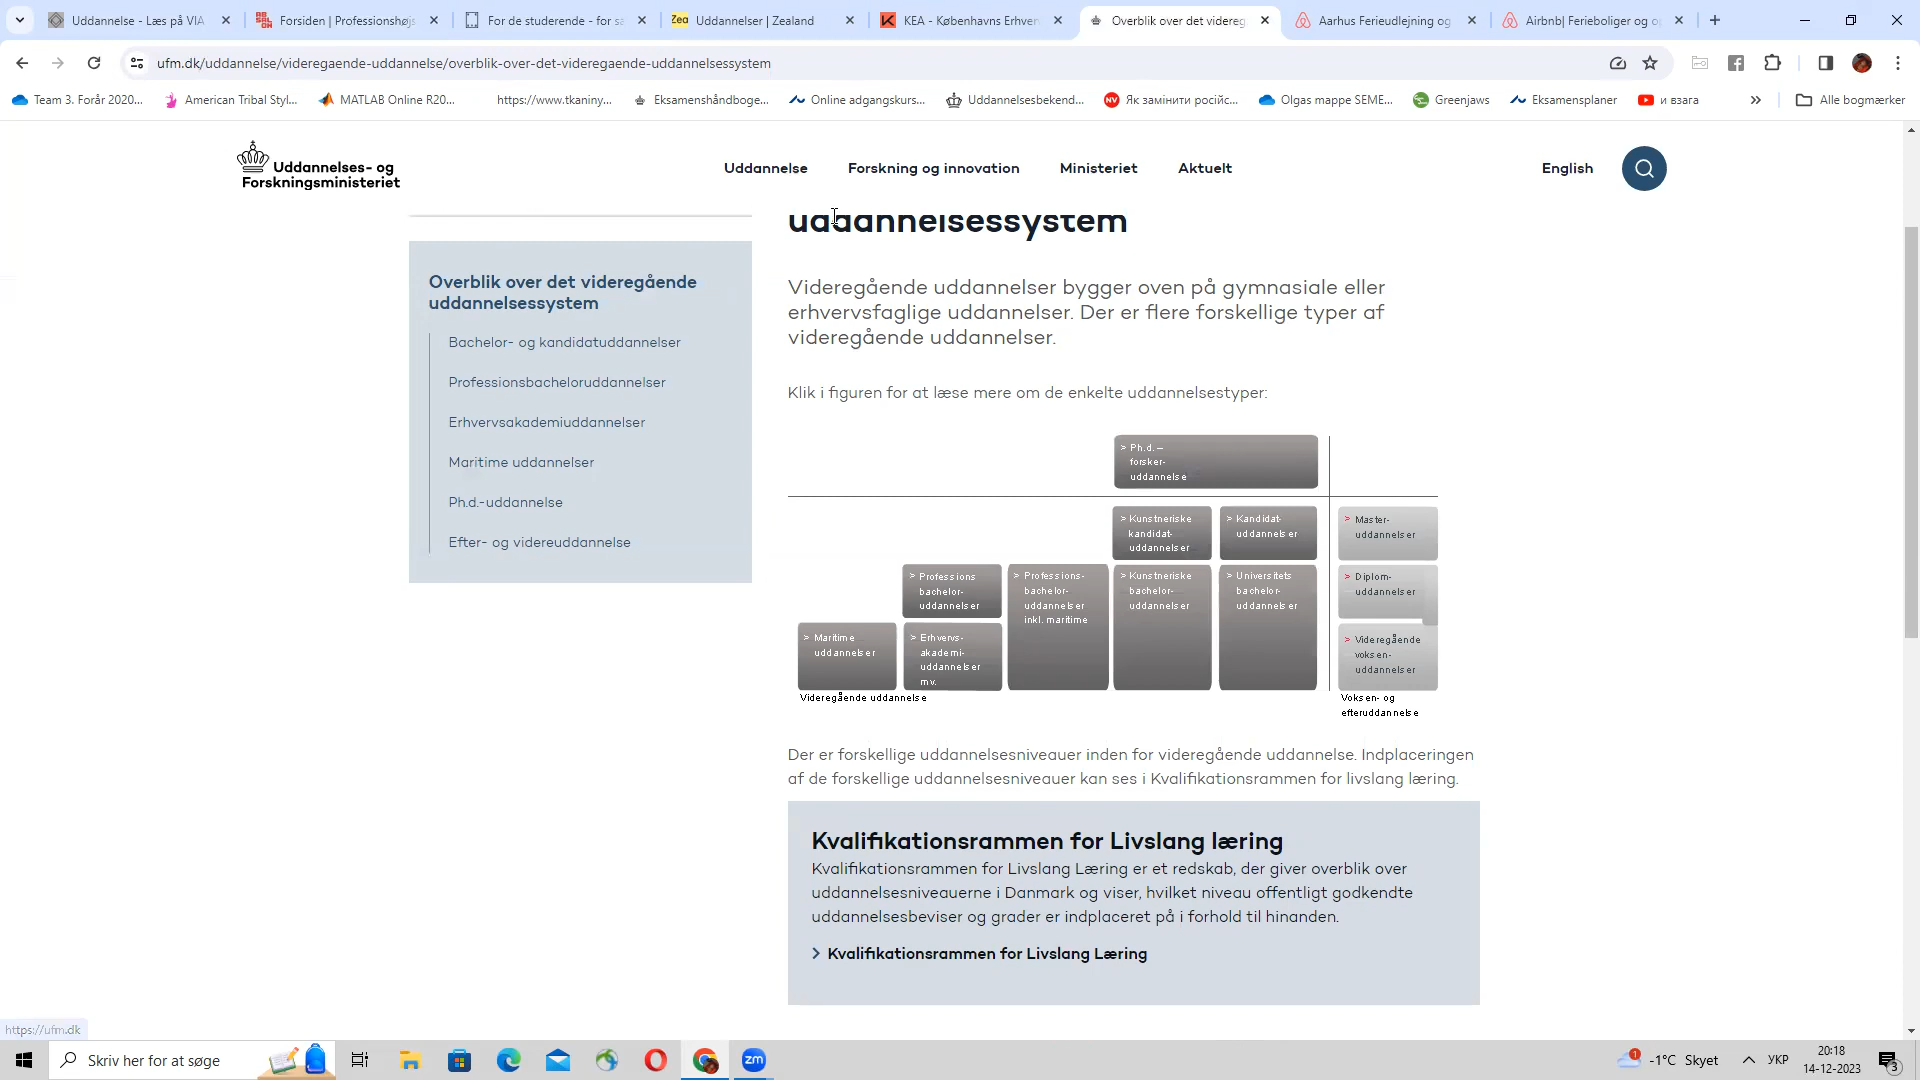 Uddannelse - Læs på VIA
Forsiden | Professionshøjs
For de studerende - for sa
Zea Uddannelser | Zealand
KEA - Københavns Erhver
Overblik over det videreg
Aarhus Ferieudlejning og
Airbnb| Ferieboliger og o
ufm.dk/uddannelse/videregaende-uddannelse/overblik-over-det-videregaende-uddannelsessystem
Team 3. Forår 2020...
American Tribal Styl...
MATLAB Online R20...
https://www.tkaniny...
Eksamenshåndboge...
Online adgangskurs...
Uddannelsesbekend...
NV Як замінити російс...
Olgas mappe SEME...
Greenjaws
Eksamensplaner
и взага
Alle bogmærker
Uddannelses- og
Forskningsministeriet
Uddannelse
Forskning og innovation
Ministeriet
Aktuelt
English
uddannelsessystem
Overblik over det videregående
uddannelsessystem
Bachelor- og kandidatuddannelser
Professionsbacheloruddannelser
Erhvervsakademiuddannelser
Maritime uddannelser
Ph.d.-uddannelse
Efter- og videreuddannelse
Videregående uddannelser bygger oven på gymnasiale eller
erhvervsfaglige uddannelser. Der er flere forskellige typer af
videregående uddannelser.
Klik i figuren for at læse mere om de enkelte uddannelsestyper:
> Ph.d. –
forsker-
uddannelse
> Kunstneriske
kandidat-
uddannelser
> Kandidat-
uddannelser
> Master-
uddannelser
> Professions
bachelor-
uddannelser
> Professions-
bachelor-
uddannelser
inkl. maritime
> Kunstneriske
bachelor-
uddannelser
> Universitets
bachelor-
uddannelser
> Diplom-
uddannelser
> Maritime
uddannelser
> Erhvervs-
akademi-
uddannelser
mv.
> Videregående
voksen-
uddannelser
Videregående uddannelse
Voksen- og
efteruddannelse
Der er forskellige uddannelsesniveauer inden for videregående uddannelse. Indplaceringen
af de forskellige uddannelsesniveauer kan ses i Kvalifikationsrammen for livslang læring.
Kvalifikationsrammen for Livslang læring
Kvalifikationsrammen for Livslang Læring er et redskab, der giver overblik over
uddannelsesniveauerne i Danmark og viser, hvilket niveau offentligt godkendte
uddannelsesbeviser og grader er indplaceret på i forhold til hinanden.
> Kvalifikationsrammen for Livslang Læring
https://ufm.dk
Skriv her for at søge
zm
1
-1°C Skyet
УКР
20:18
14-12-2023
3